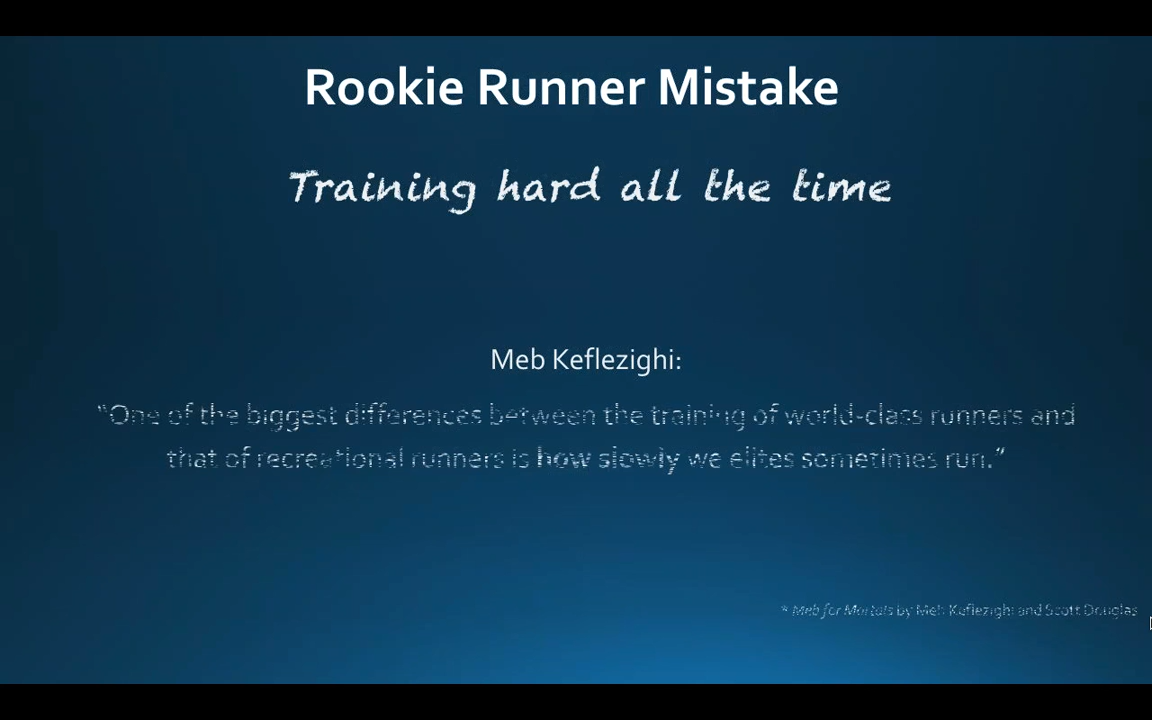 Rookie Runner Mistake
Training hard all the time
Meb Keflezighi:
“One of the biggest differences between the training of world-class runners and
that of recreational runners is how slowly we elites sometimes run.”
* Meb for Mortals by Meb Keflezighi and Scott Douglas